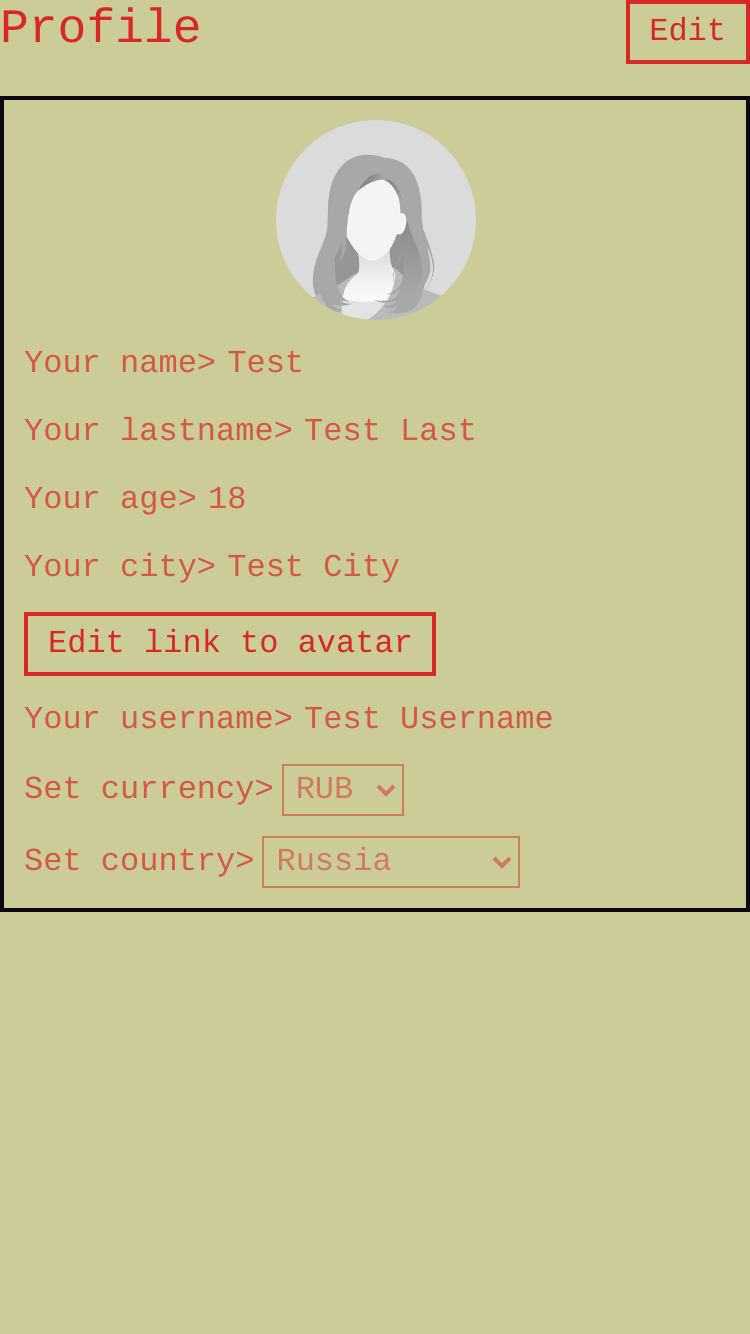 Profile
Edit
Your name> Test
Your lastname> Test Last
Your age> 18
Your city> Test City
Edit link to avatar
Your username> Test Username
Set currency> RUB
Set country> Russia